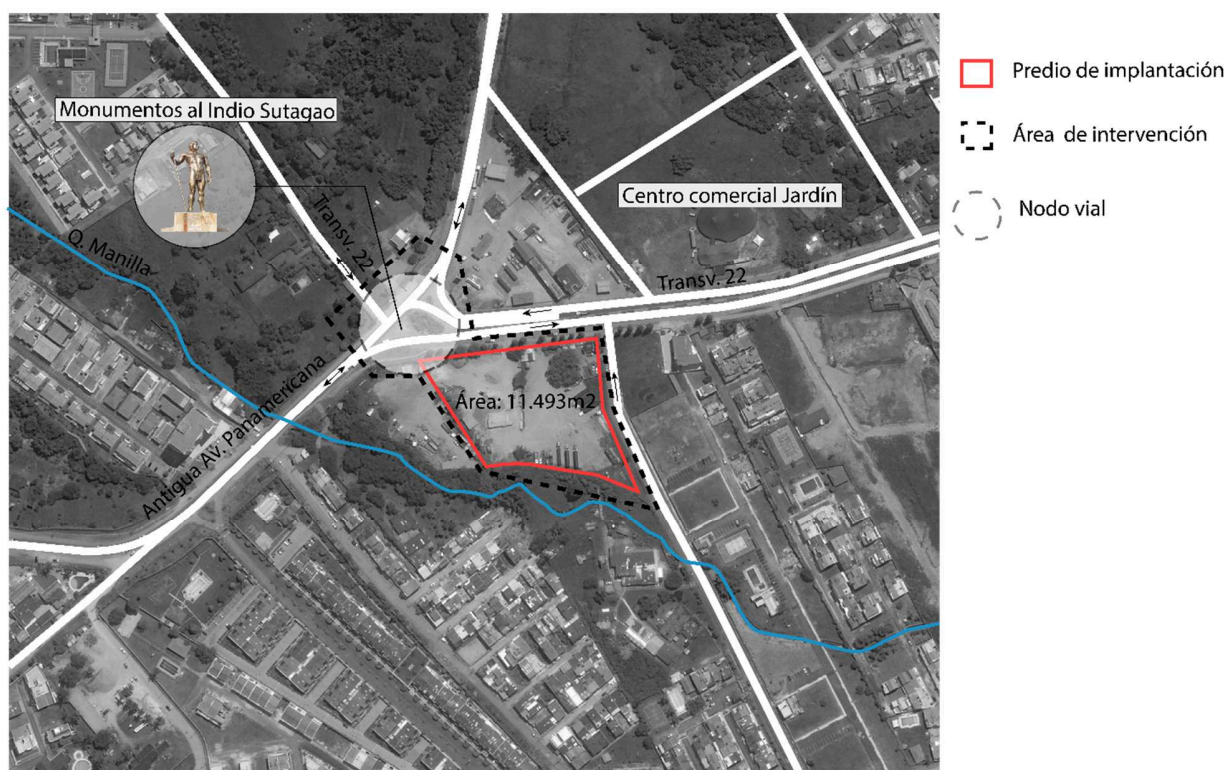 Monumentos al Indio Sutagao
Q. Manilla
Transv. 22
Centro comercial Jardín
Transv. 22
Área: 11.493m2
Antigua Av. Panamericana
Predio de implantación
Área de intervención
Nodo vial